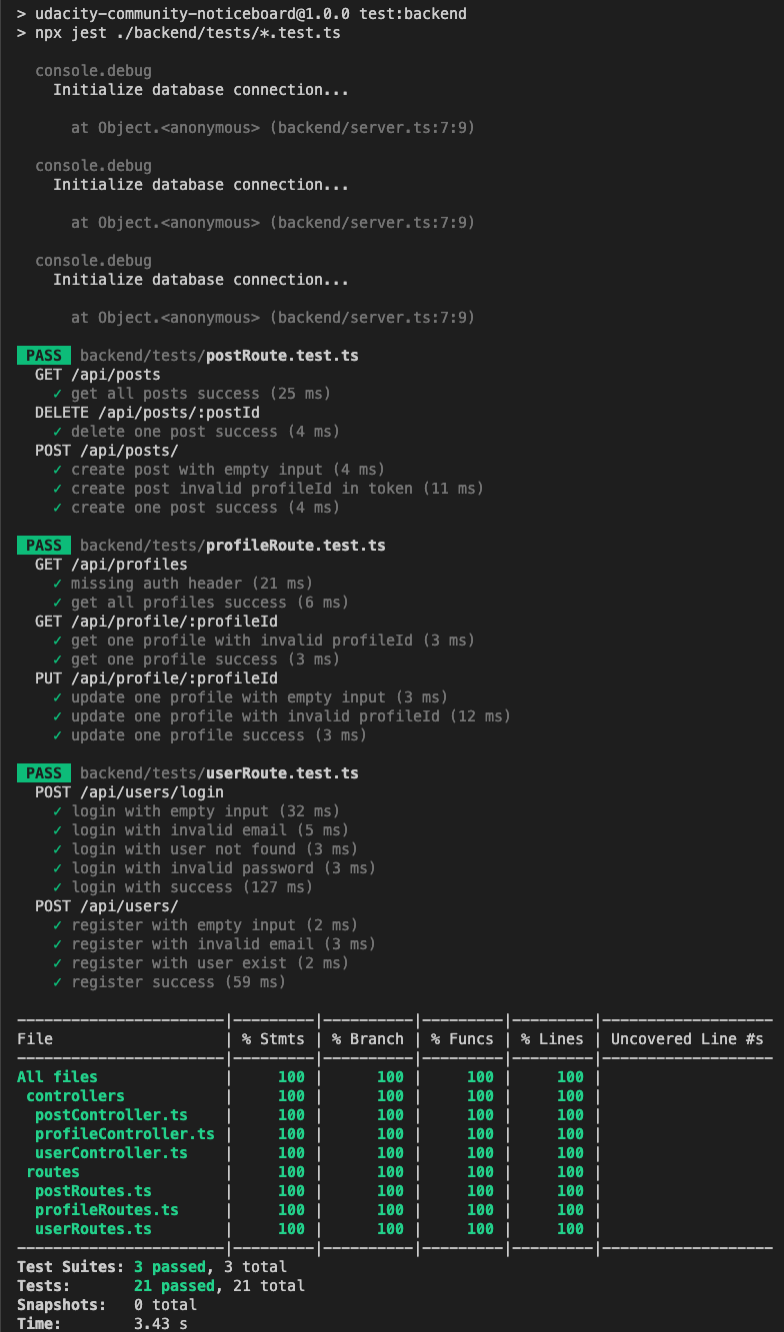 > udacity-community-noticeboard@1.0.0 test:backend
> npx jest ./backend/tests/*.test.ts
console.debug
Initialize database connection...
at Object.<anonymous> (backend/server.ts:7:9)
console.debug
Initialize database connection...
at Object.<anonymous> (backend/server.ts:7:9)
console.debug
Initialize database connection...
at Object.<anonymous> (backend/server.ts:7:9)
PASS backend/tests/postRoute.test.ts
GET /api/posts
✓ get all posts success (25 ms)
DELETE /api/posts/:postId
✓ delete one post success (4 ms)
POST /api/posts/
✓ create post with empty input (4 ms)
✓ create post invalid profileId in token (11 ms)
✓ create one post success (4 ms)
PASS backend/tests/profileRoute.test.ts
GET /api/profiles
✓ missing auth header (21 ms)
✓ get all profiles success (6 ms)
GET /api/profile/:profileId
✓ get one profile with invalid profileId (3 ms)
✓ get one profile success (3 ms)
PUT /api/profile/:profileId
✓ update one profile with empty input (3 ms)
✓ update one profile with invalid profileId (12 ms)
✓ update one profile success (3 ms)
PASS backend/tests/userRoute.test.ts
POST /api/users/login
✓ login with empty input (32 ms)
✓ login with invalid email (5 ms)
✓ login with user not found (3 ms)
✓ login with invalid password (3 ms)
✓ login with success (127 ms)
POST /api/users/
✓ register with empty input (2 ms)
✓ register with invalid email (3 ms)
✓ register with user exist (2 ms)
✓ register success (59 ms)
-----------------------|---------|----------|---------|---------|-------------------
File | % Stmts | % Branch | % Funcs | % Lines | Uncovered Line #s
-----------------------|---------|----------|---------|---------|-------------------
All files | 100 | 100 | 100 | 100 |
controllers | 100 | 100 | 100 | 100 |
postController.ts | 100 | 100 | 100 | 100 |
profileController.ts | 100 | 100 | 100 | 100 |
userController.ts | 100 | 100 | 100 | 100 |
routes | 100 | 100 | 100 | 100 |
postRoutes.ts | 100 | 100 | 100 | 100 |
profileRoutes.ts | 100 | 100 | 100 | 100 |
userRoutes.ts | 100 | 100 | 100 | 100 |
-----------------------|---------|----------|---------|---------|-------------------
Test Suites: 3 passed, 3 total
Tests: 21 passed, 21 total
Snapshots: 0 total
Time: 3.43 s